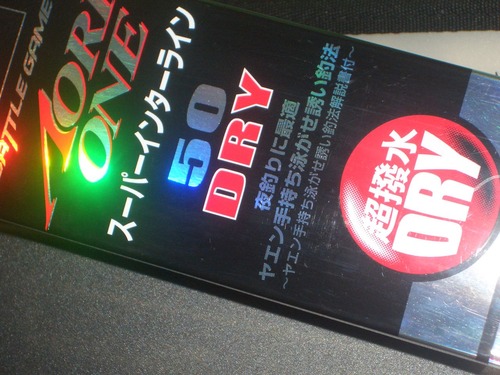 BATTLE GAME
AORI
ONE
スーパーインターライン
50
DRY
夜釣りに最適
ヤエン手持ち泳がせ誘い釣法
～ヤエン手持ち泳がせ誘い釣法解説書付～
超撥水
DRY